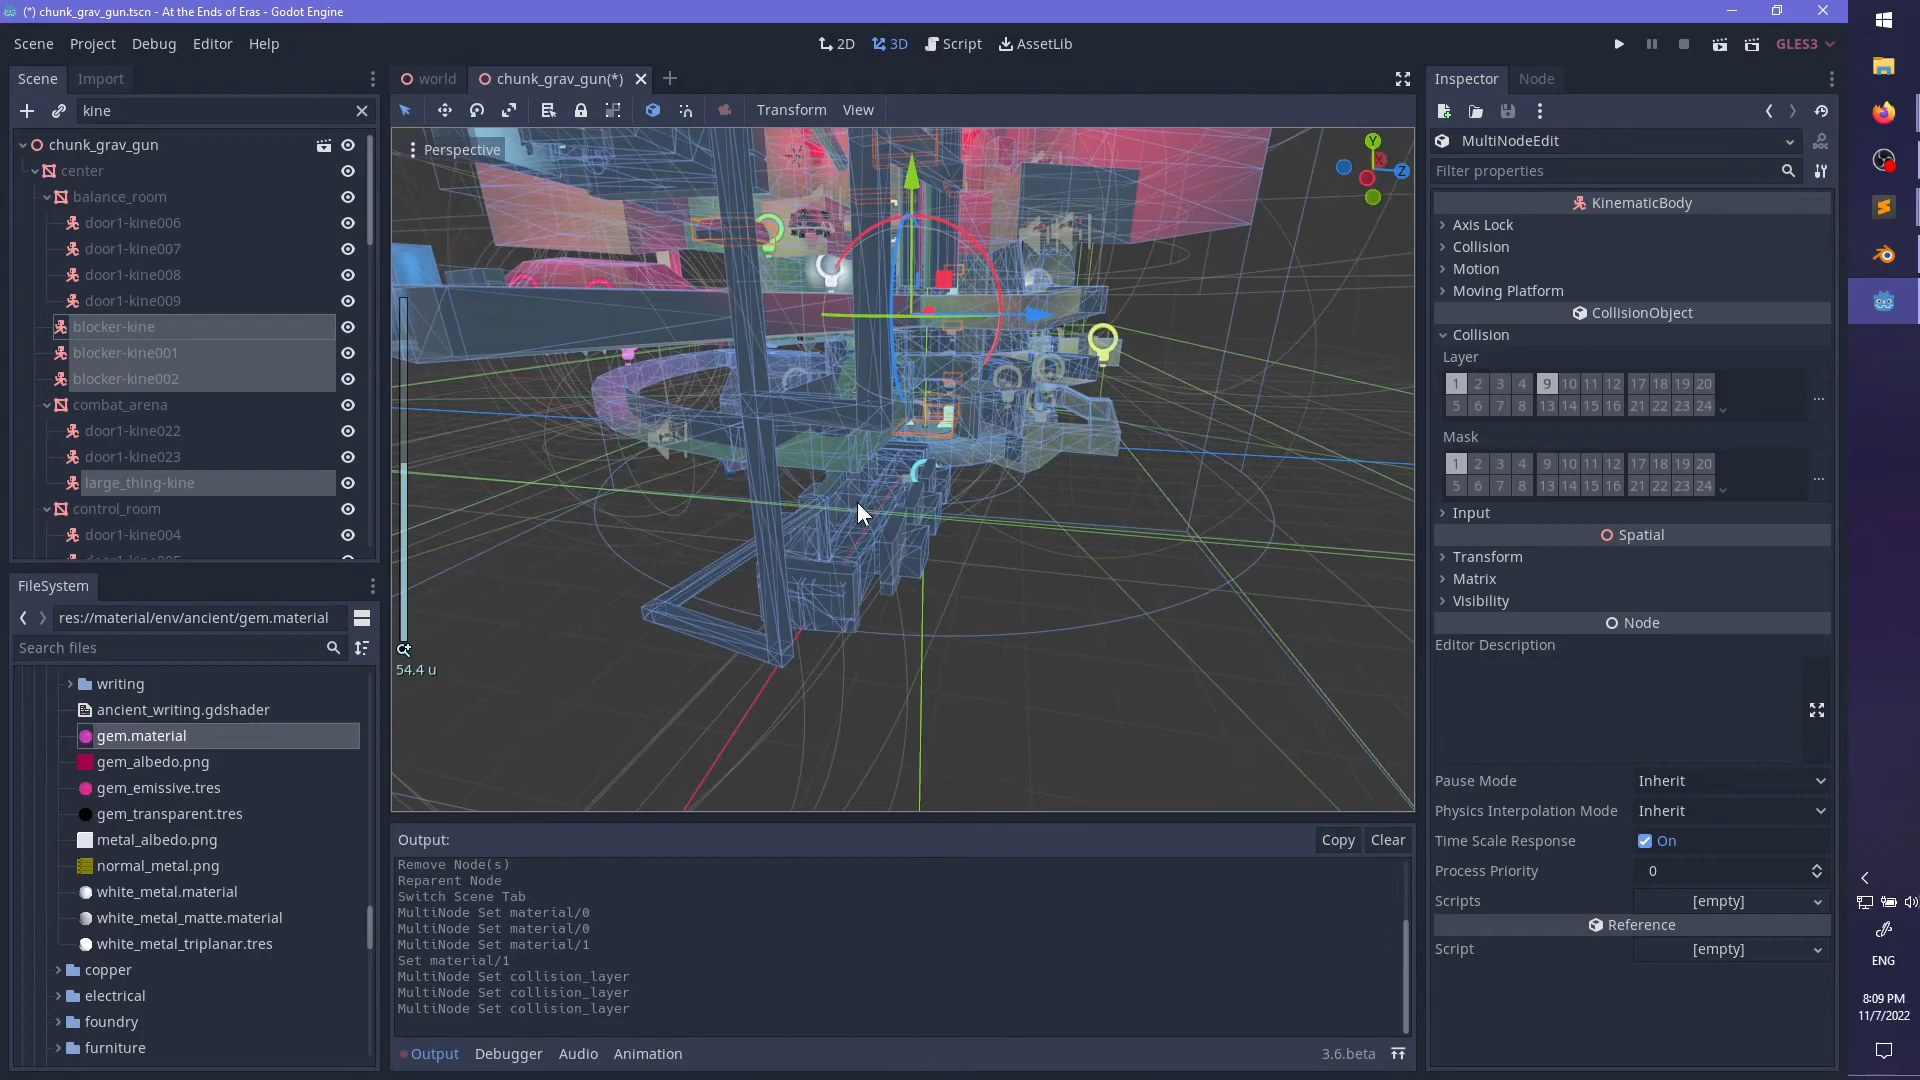 (*) chunk_grav_gun.tscn - At the Ends of Eras - Godot Engine
Scene Project Debug Editor Help
2D 3D Script AssetLib
GLES3
Scene Import
world chunk_grav_gun(*)
Inspector Node
kine
Transform View
MultiNodeEdit
Filter properties
chunk_grav_gun
center
balance_room
door1-kine006
door1-kine007
door1-kine008
door1-kine009
blocker-kine
blocker-kine001
blocker-kine002
combat_arena
door1-kine022
door1-kine023
large_thing-kine
control_room
door1-kine004
Perspective
Y
X
Z
54.4 u
FileSystem
res://material/env/ancient/gem.material
Search files
writing
ancient_writing.gdshader
gem.material
gem_albedo.png
gem_emissive.tres
gem_transparent.tres
metal_albedo.png
normal_metal.png
white_metal.material
white_metal_matte.material
white_metal_triplanar.tres
copper
electrical
foundry
furniture
Output: Copy Clear
Remove Node(s)
Reparent Node
Switch Scene Tab
MultiNode Set material/0
MultiNode Set material/0
MultiNode Set material/1
Set material/1
MultiNode Set collision_layer
MultiNode Set collision_layer
MultiNode Set collision_layer
Output Debugger Audio Animation 3.6.beta
KinematicBody
Axis Lock
Collision
Motion
Moving Platform
CollisionObject
Collision
Layer
1 2 3 4 9 10 11 12 17 18 19 20
5 6 7 8 13 14 15 16 21 22 23 24
Mask
1 2 3 4 9 10 11 12 17 18 19 20
5 6 7 8 13 14 15 16 21 22 23 24
Input
Spatial
Transform
Matrix
Visibility
Node
Editor Description
Pause Mode Inherit
Physics Interpolation Mode Inherit
Time Scale Response On
Process Priority 0
Scripts [empty]
Reference
Script [empty]
DOC
ENG
8:09 PM
11/7/2022